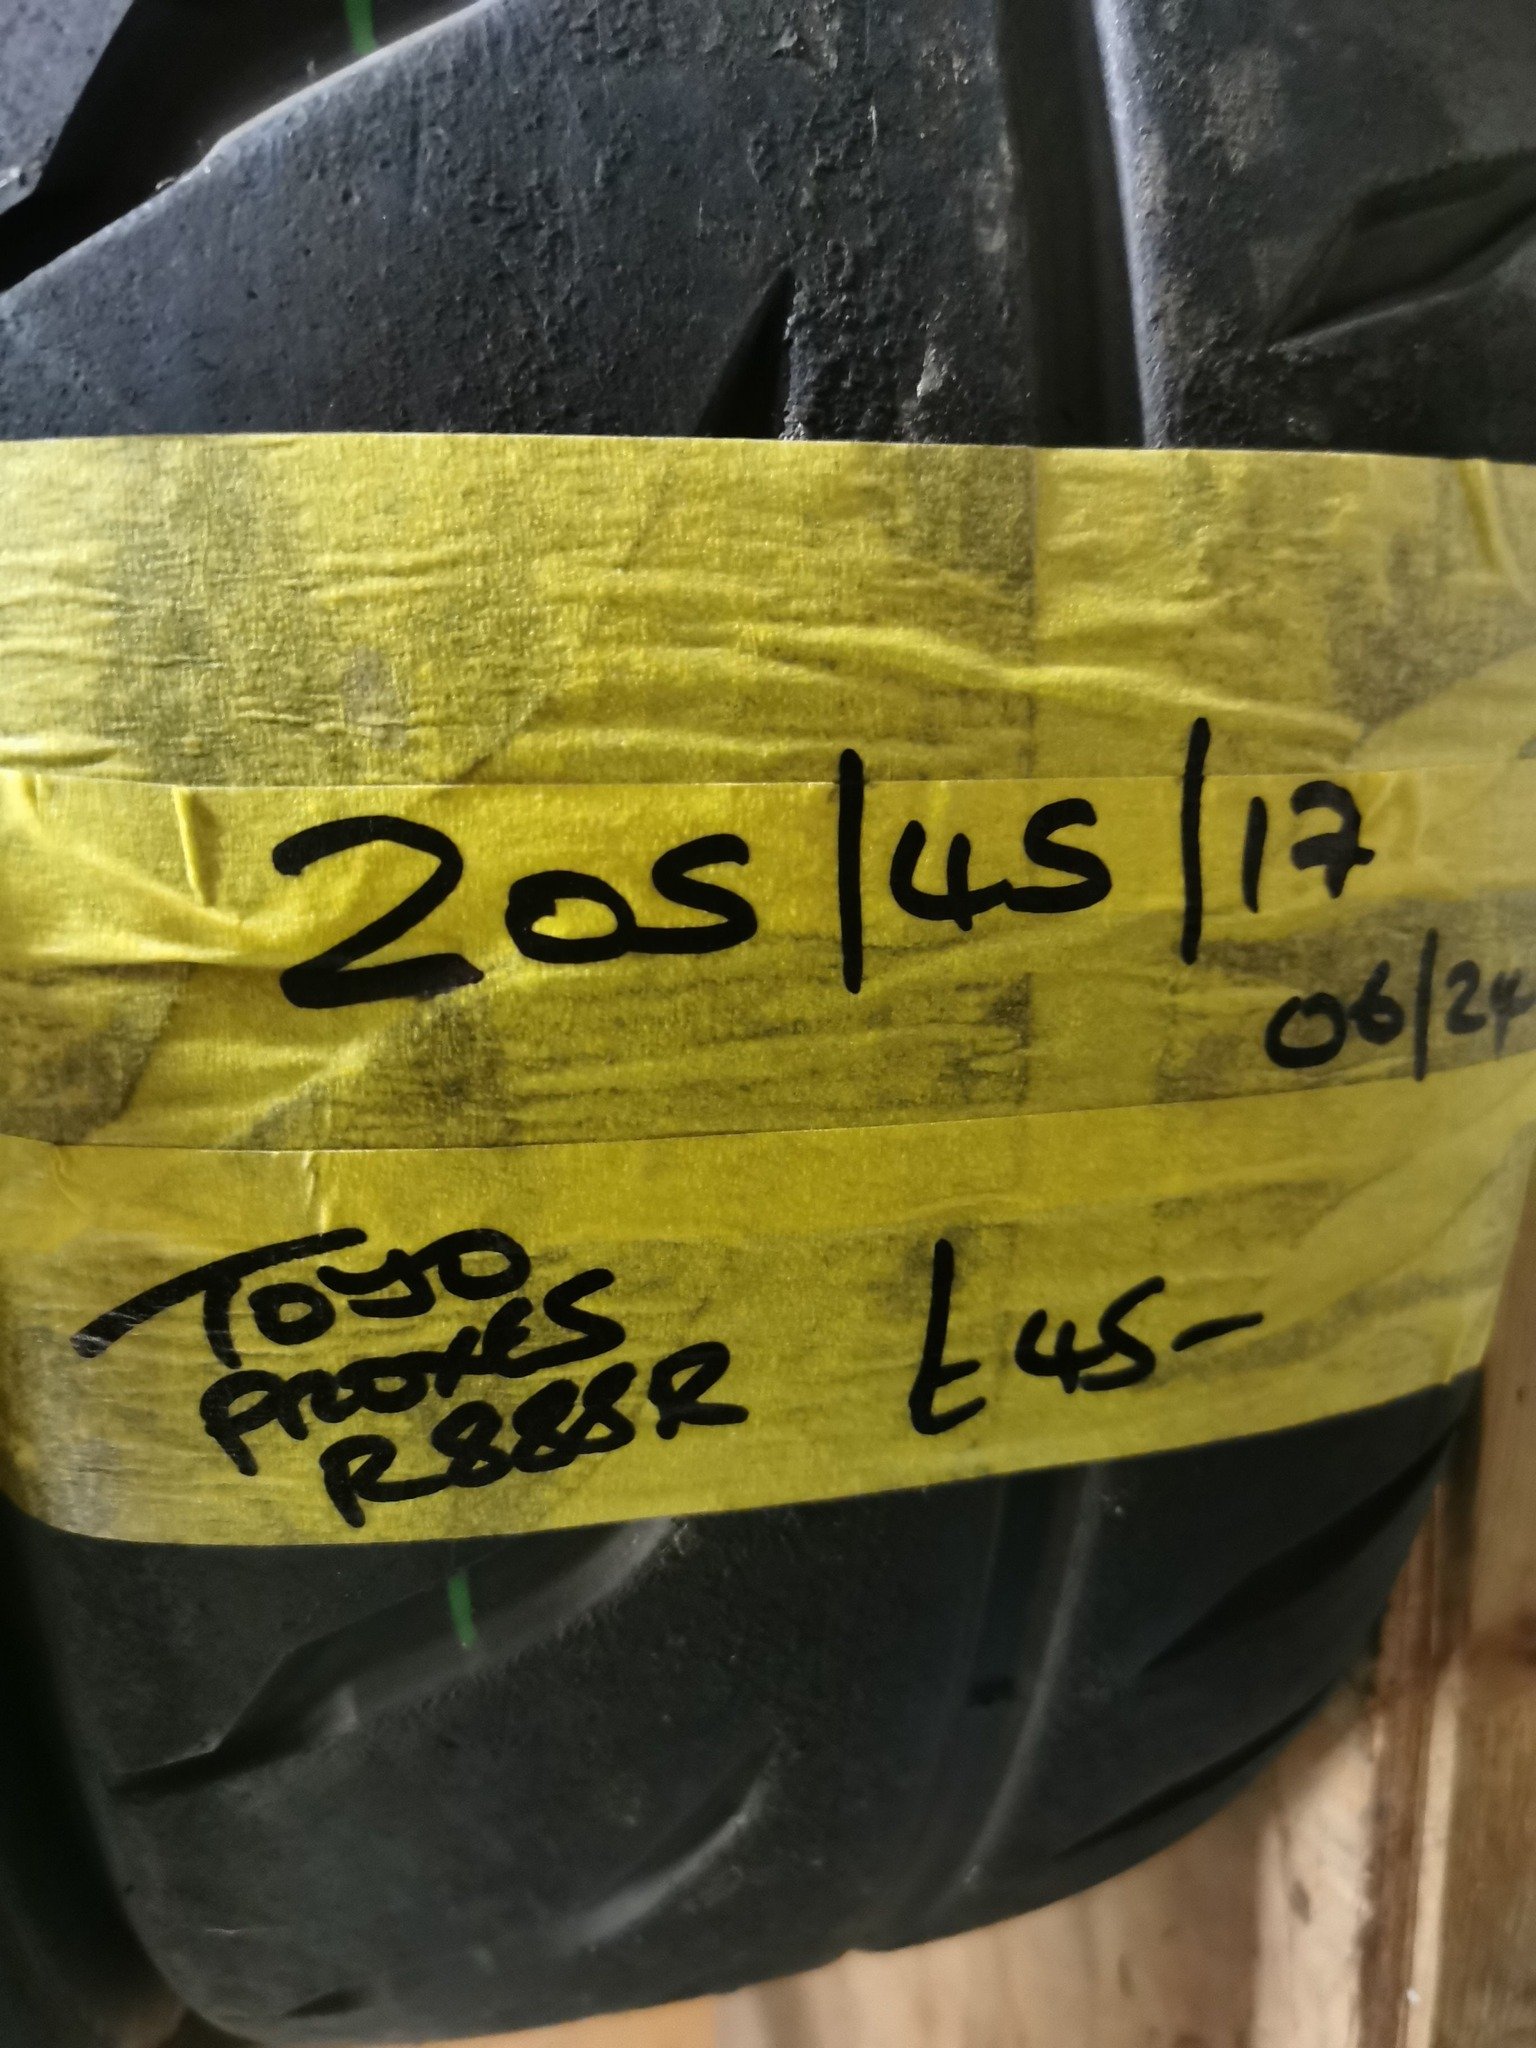 205/45/17
06/24
TOYO
PROXES
R888R
£45-